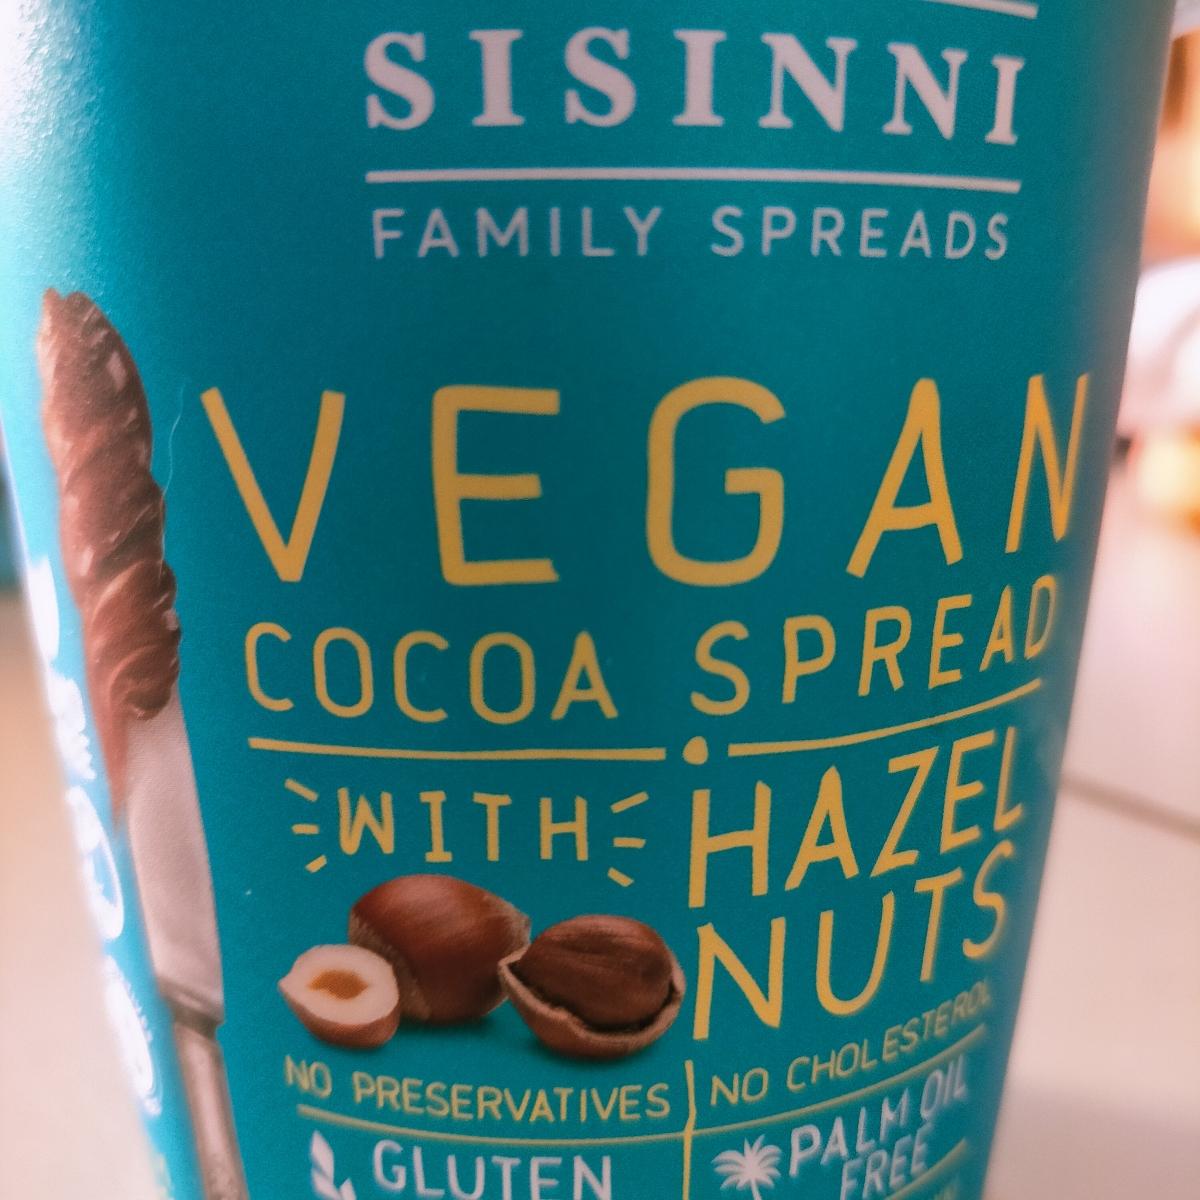 SISINNI
FAMILY SPREADS
VEGAN
COCOA SPREAD
WITH
HAZEL
NUTS
NO PRESERVATIVES
NO CHOLESTEROL
GLUTEN
PALM OIL
FREE